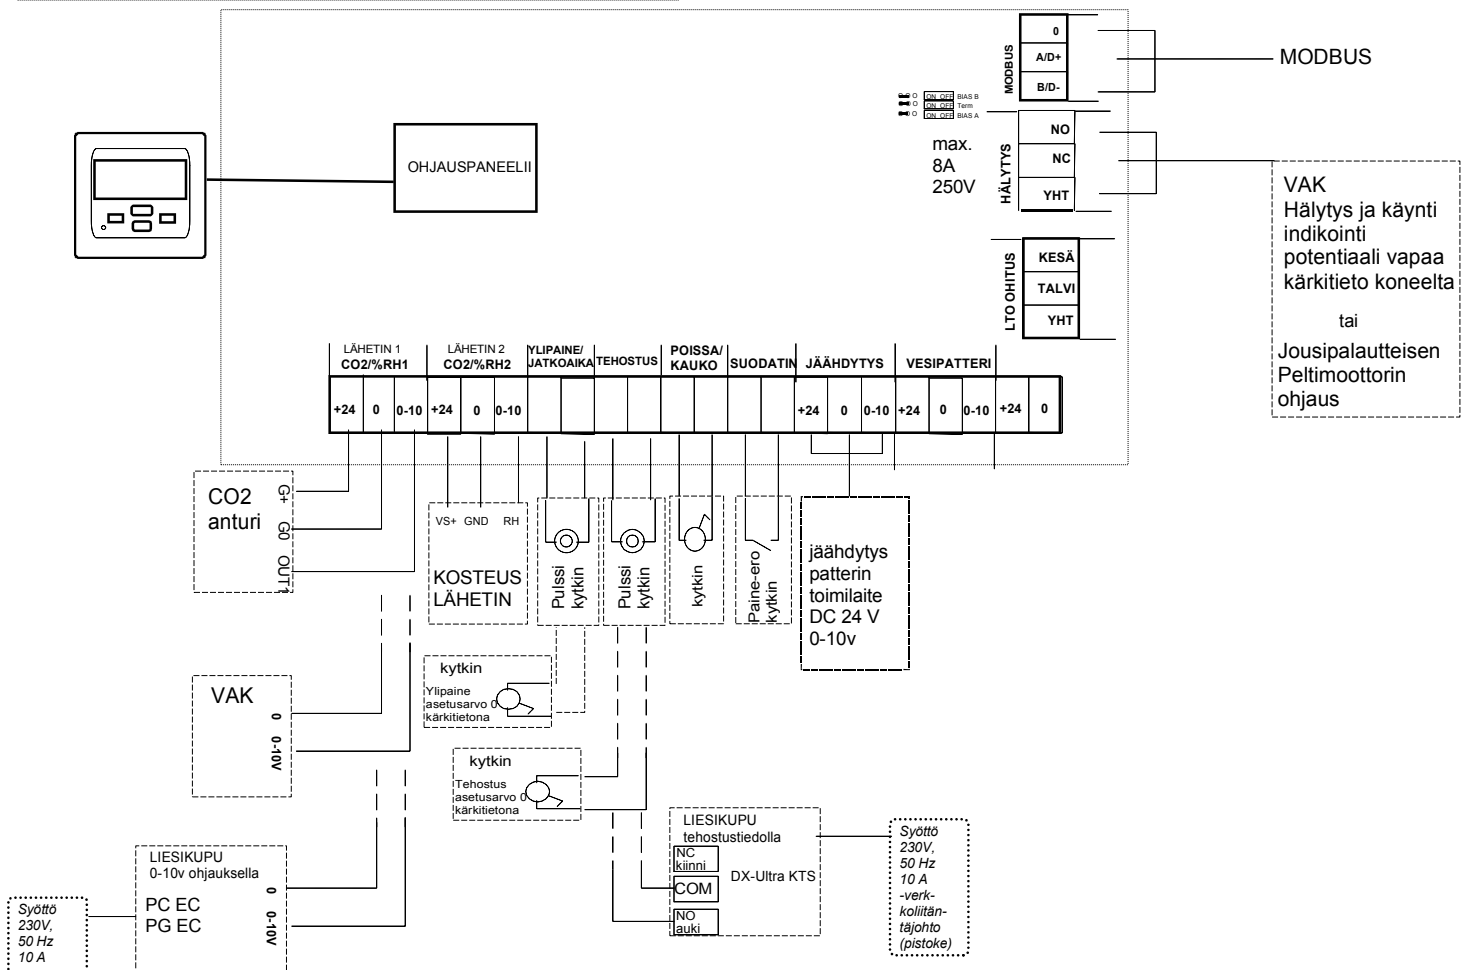 0
A/D+
B/D-
MODBUS
MODBUS
ON OFF BIAS B
ON OFF Term
ON OFF BIAS A
max.
8A
250V
HÄLYTYS
NO
NC
YHT
OHJAUSPANEELII
VAK
Hälytys ja käynti
indikointi
potentiaali vapaa
kärkitieto koneelta
tai
Jousipalautteisen
Peltimoottorin
ohjaus
LTO OHITUS
KESÄ
TALVI
YHT
LÄHETIN 1
CO2/%RH1
LÄHETIN 2
CO2/%RH2
YLIPAINE/
JATKOAIKA
TEHOSTUS
POISSA/
KAUKO
SUODATIN
JÄÄHDYTYS
VESIPATTERI
+24 0 0-10 +24 0 0-10 +24 0 0-10 +24 0 0-10 +24 0
CO2
anturi
G+
G0
OUT1
VS+ GND RH
KOSTEUS
LÄHETIN
Pulssi
kytkin
Pulssi
kytkin
kytkin
Paine-ero
kytkin
jäähdytys
patterin
toimilaite
DC 24 V
0-10v
VAK
0
0-10V
kytkin
Ylipaine
asetusarvo 0
kärkitietona
kytkin
Tehostus
asetusarvo 0
kärkitietona
LIESIKUPU
tehostustiedolla
NC
kiinni
COM
NO
auki
DX-Ultra KTS
Syöttö
230V,
50 Hz
10 A
-verk-
koliitän-
täjohto
(pistoke)
LIESIKUPU
0-10v ohjauksella
PC EC
PG EC
0
0-10V
Syöttö
230V,
50 Hz
10 A